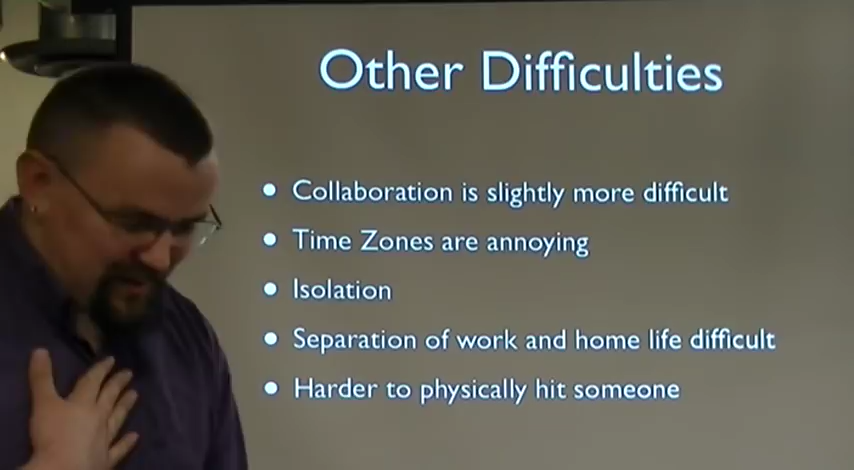 Other Difficulties
• Collaboration is slightly more difficult
• Time Zones are annoying
• Isolation
• Separation of work and home life difficult
• Harder to physically hit someone